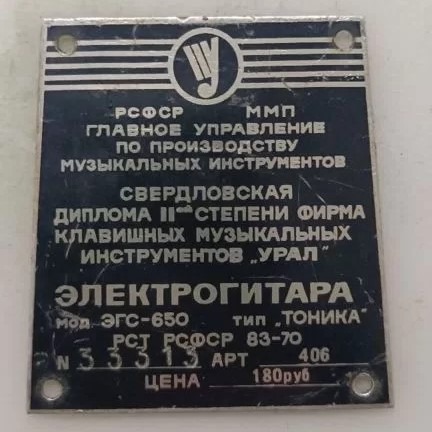 РСФСР ММП
ГЛАВНОЕ УПРАВЛЕНИЕ
ПО ПРОИЗВОДСТВУ
МУЗЫКАЛЬНЫХ ИНСТРУМЕНТОВ
СВЕРДЛОВСКАЯ
ДИПЛОМА II ой СТЕПЕНИ ФИРМА
КЛАВИШНЫХ МУЗЫКАЛЬНЫХ
ИНСТРУМЕНТОВ „УРАЛ"
ЭЛЕКТРОГИТАРА
мод ЭГС-650 тип „ТОНИКА"
РСТ РСФСР 83-70
N 33313 АРТ 406
ЦЕНА 180руб